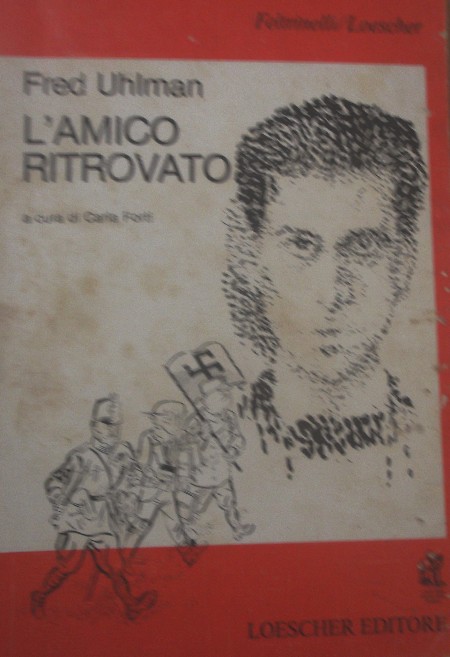 Feltrinelli/Loescher
Fred Uhlman
L'AMICO
RITROVATO
a cura di Carla Forti
LOESCHER EDITORE